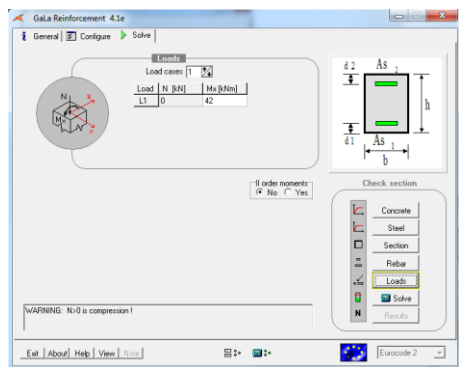 GaLa Reinforcement 4.1e
General Configure Solve
Loads
Load cases 1
Load N [kN] Mx [kNm]
L1 0 42
N
Mx
x
II order moments
No Yes
d 2 As 2
h
d 1 As 1
b
Check section
Concrete
Steel
Section
Rebar
Loads
Solve
N Results
WARNING: N>0 is compression !
Exit About Help View Note
Eurocode 2